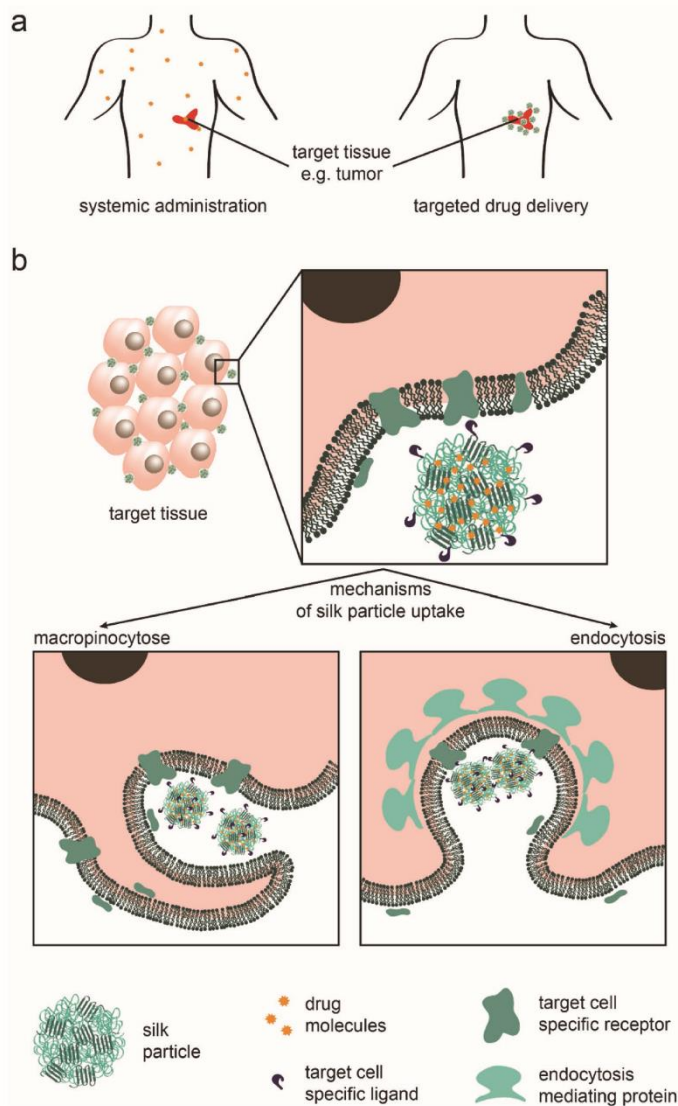 a
target tissue
e.g. tumor
systemic administration
targeted drug delivery
b
target tissue
mechanisms
of silk particle uptake
macropinocytose
endocytosis
silk
particle
drug
molecules
target cell
specific receptor
target cell
specific ligand
endocytosis
mediating protein